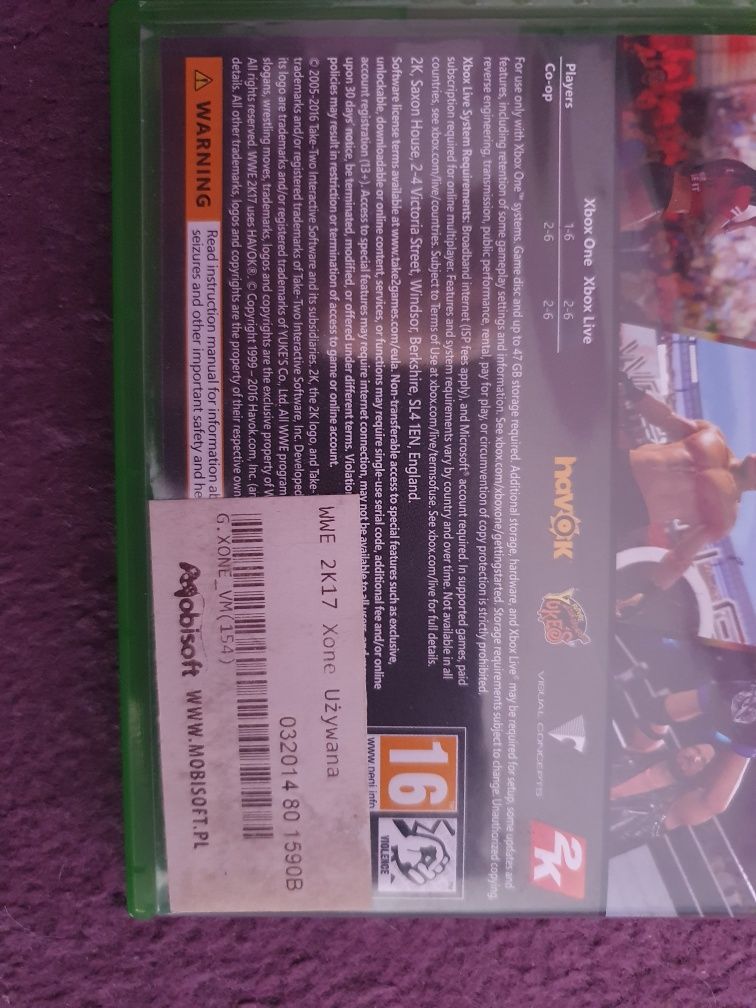 Xbox One Xbox Live
Players 1-6 2-6
Co-op 2-6 2-6
havok
YUKE'S
VISUAL CONCEPTS
2K
For use only with Xbox One™ systems. Game disc and up to 47 GB storage required. Additional storage, hardware, and Xbox Live® may be required for setup, some updates and
features, including retention of some gameplay settings and information. See xbox.com/xboxone/gettingstarted. Storage requirements subject to change. Unauthorized copying,
reverse engineering, transmission, public performance, rental, pay for play, or circumvention of copy protection is strictly prohibited.
Xbox Live System Requirements: Broadband internet (ISP fees apply), and Microsoft® account required. In supported games, paid
subscription required for online multiplayer. Features and system requirements vary by country and over time. Not available in all
countries, see xbox.com/live/countries. Subject to Terms of Use at xbox.com/live/termsofuse. See xbox.com/live for full details.
2K, Saxon House, 2-4 Victoria Street, Windsor, Berkshire, SL4 1EN, England.
Software license terms available at www.take2games.com/eula. Non-transferable access to special features such as exclusive,
unlockable, downloadable or online content, services, or functions may require single-use serial code, additional fee and/or online
account registration (13+). Access to special features may require internet connection, may not be available to all users, and
upon 30 days' notice, be terminated, modified, or offered under different terms.
policies may result in restriction or termination of access to game or online account.
© 2005-2016 Take-Two Interactive Software and its subsidiaries. 2K, the 2K logo, and Take-
trademarks and/or registered trademarks of Take-Two Interactive Software, Inc. Developed
its logo are trademarks and/or registered trademarks of YUKE'S Co., Ltd. All WWE program
slogans, wrestling moves, trademarks, logos and copyrights are the exclusive property of
All rights reserved. WWE 2K17 uses HAVOK®. © Copyright 1999 – 2016 Havok.com, Inc.
details. All other trademarks, logos and copyrights are the property of their respective own
WARNING
Read instruction manual for information
seizures and other important safety and
16
www.pegi.info
VIOLENCE
WWE 2K17 Xone Używana
032014 80 1590B
G.XONE_VM(154)
Mobisoft WWW.MOBISOFT.PL